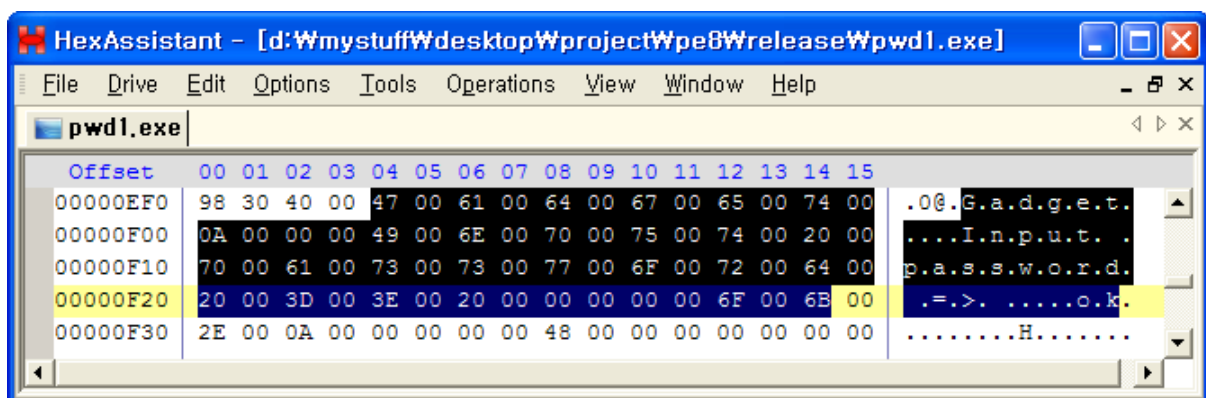 HexAssistant - [d:₩mystuff₩desktop₩project₩pe8₩release₩pwd1.exe]
File Drive Edit Options Tools Operations View Window Help
pwd1.exe
Offset 00 01 02 03 04 05 06 07 08 09 10 11 12 13 14 15
00000EF0 98 30 40 00 47 00 61 00 64 00 67 00 65 00 74 00 .0@.G.a.d.g.e.t.
00000F00 0A 00 00 00 49 00 6E 00 70 00 75 00 74 00 20 00 ....I.n.p.u.t. .
00000F10 70 00 61 00 73 00 73 00 77 00 6F 00 72 00 64 00 p.a.s.s.w.o.r.d.
00000F20 20 00 3D 00 3E 00 20 00 00 00 00 00 6F 00 6B 00 .=.>. .....o.k.
00000F30 2E 00 0A 00 00 00 00 00 48 00 00 00 00 00 00 00 ........H.......